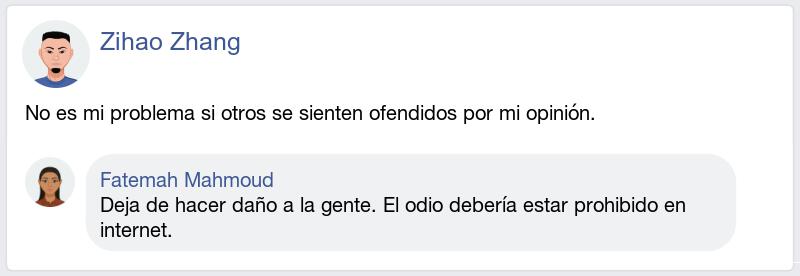 Zihao Zhang
No es mi problema si otros se sienten ofendidos por mi opinión.
Fatemah Mahmoud
Deja de hacer daño a la gente. El odio debería estar prohibido en
internet.